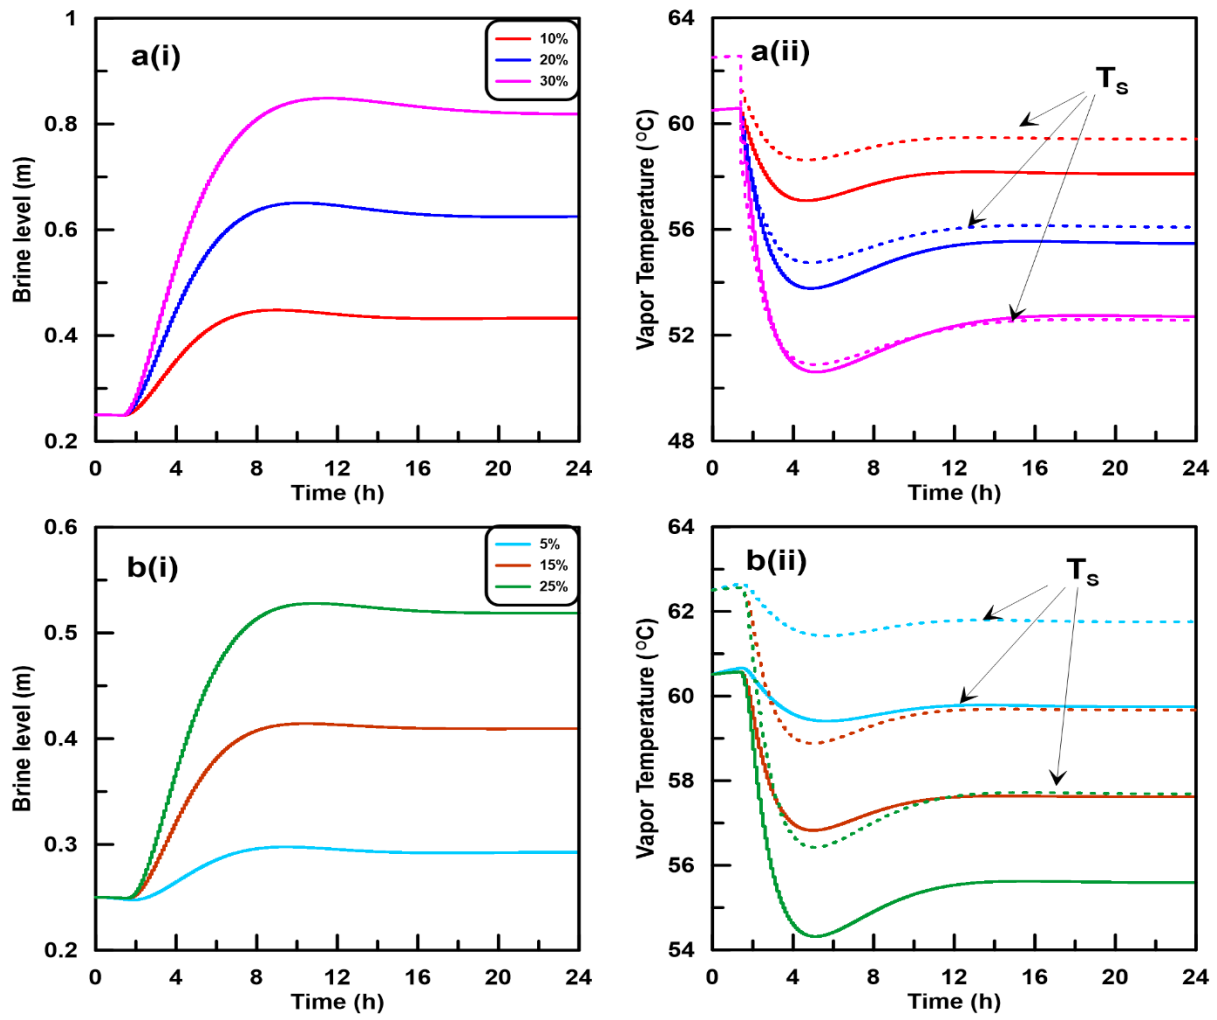 a(i)
10%
20%
30%
Brine level (m)
1
0.8
0.6
0.4
0.2
0 4 8 12 16 20 24
Time (h)
a(ii)
Ts
Vapor Temperature (°C)
64
60
56
52
48
0 4 8 12 16 20 24
Time (h)
b(i)
5%
15%
25%
Brine level (m)
0.6
0.5
0.4
0.3
0.2
0 4 8 12 16 20 24
Time (h)
b(ii)
Ts
Vapor Temperature (°C)
64
62
60
58
56
54
0 4 8 12 16 20 24
Time (h)